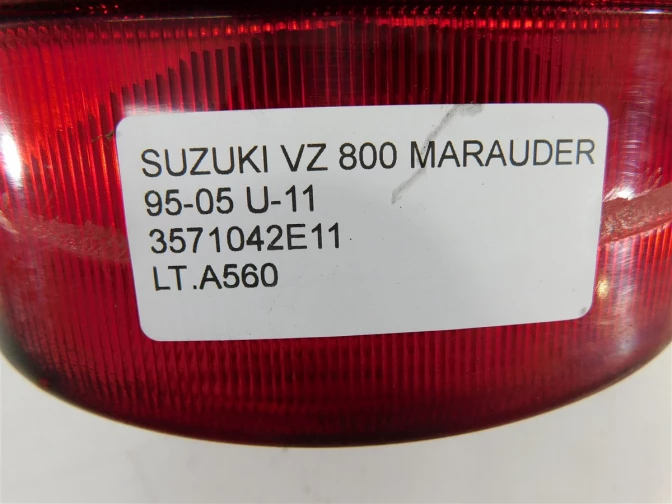 SUZUKI VZ 800 MARAUDER
95-05 U-11
3571042E11
LT.A560